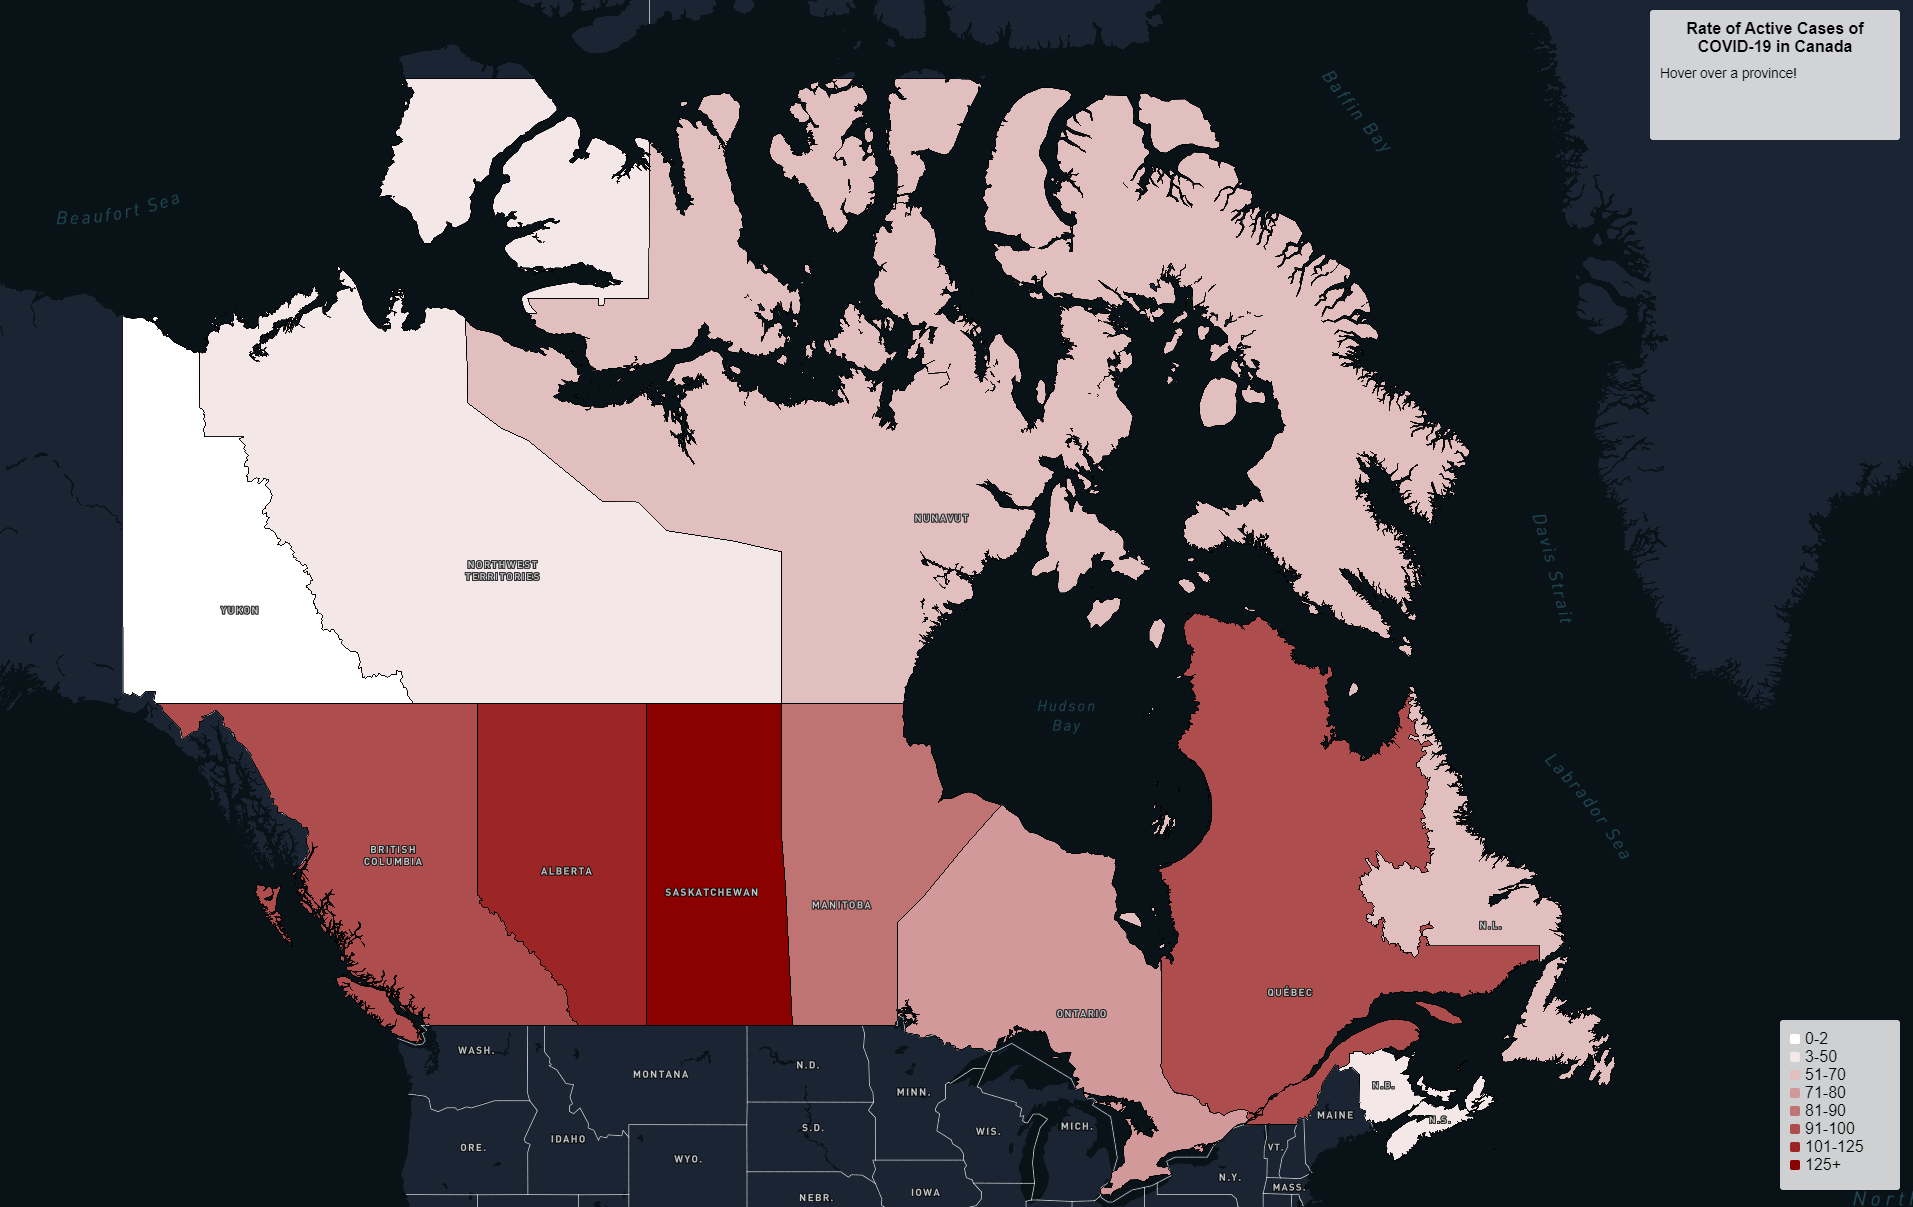 Rate of Active Cases of
COVID-19 in Canada
Hover over a province!
Baffin Bay
Beaufort Sea
NUNAVUT
Davis Strait
NORTHWEST
TERRITORIES
YUKON
Hudson
Bay
Labrador Sea
BRITISH
COLUMBIA
ALBERTA
SASKATCHEWAN
MANITOBA
N.L.
QUÉBEC
ONTARIO
WASH.
MONTANA
N.D.
MINN.
N.B.
MAINE
N.S.
ORE.
IDAHO
S.D.
WIS.
MICH.
VT.
WYO.
N.Y.
MASS.
NEBR.
IOWA
North
0-2
3-50
51-70
71-80
81-90
91-100
101-125
125+